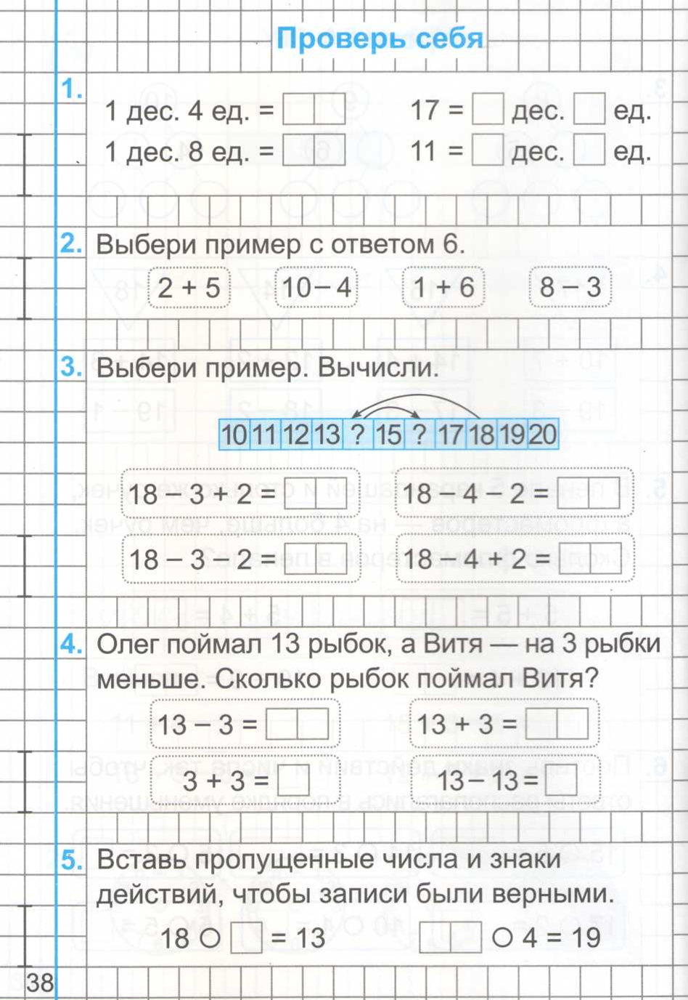 Проверь себя
1.
1 дес. 4 ед. =
17 = дес. ед.
1 дес. 8 ед. =
11 = дес. ед.
2. Выбери пример с ответом 6.
2 + 5 10 – 4 1 + 6 8 – 3
3. Выбери пример. Вычисли.
10 11 12 13 ? 15 ? 17 18 19 20
18 – 3 + 2 = 18 – 4 – 2 =
18 – 3 – 2 = 18 – 4 + 2 =
4. Олег поймал 13 рыбок, а Витя — на 3 рыбки
меньше. Сколько рыбок поймал Витя?
13 – 3 = 13 + 3 =
3 + 3 = 13 – 13 =
5. Вставь пропущенные числа и знаки
действий, чтобы записи были верными.
18 = 13 4 = 19
38